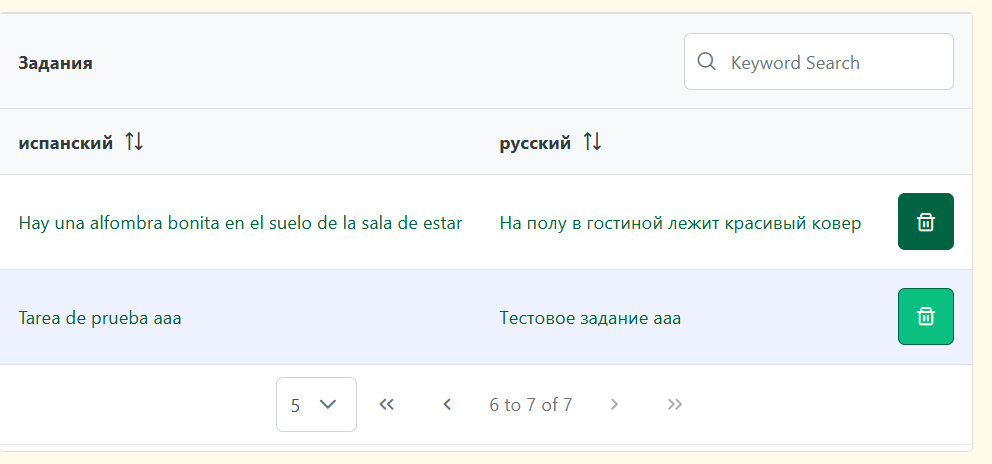 Задания
Keyword Search
испанский
русский
Hay una alfombra bonita en el suelo de la sala de estar
На полу в гостиной лежит красивый ковер
Tarea de prueba aaa
Тестовое задание aaa
5
6 to 7 of 7